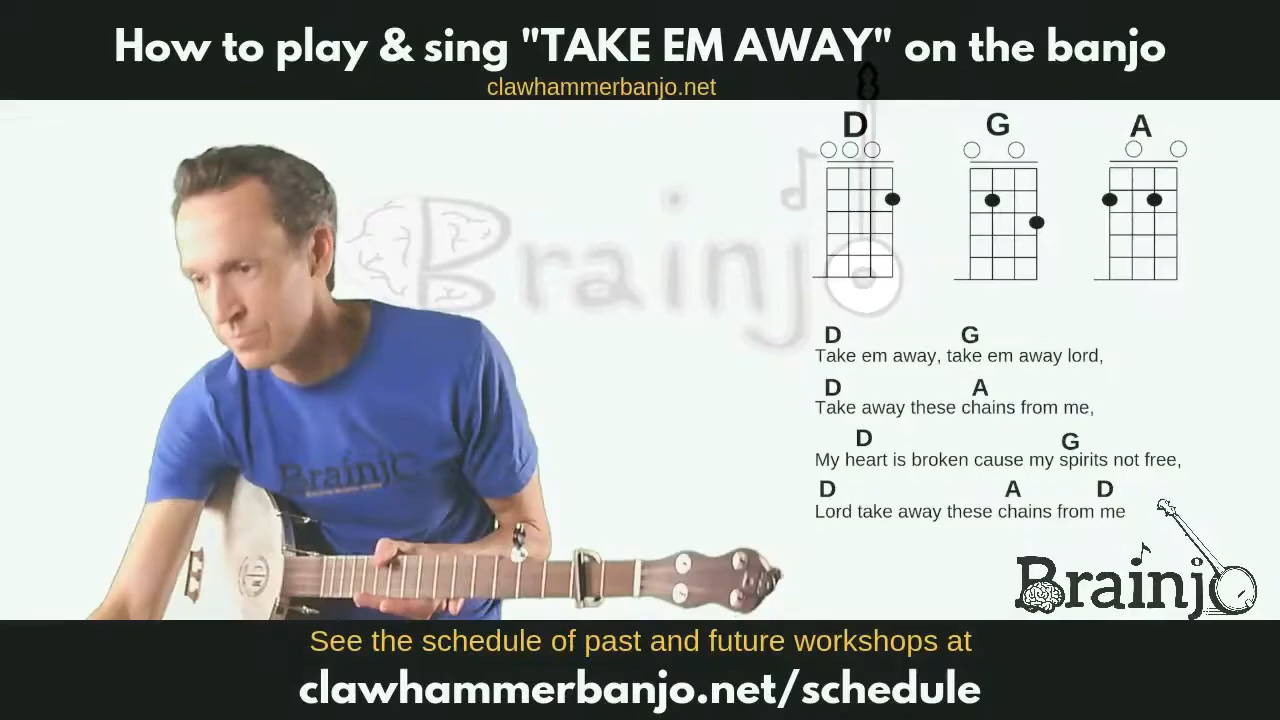 How to play & sing "TAKE EM AWAY" on the banjo
clawhammerbanjo.net
Brainjo
D G A
D G
Take em away, take em away lord,
D A
Take away these chains from me,
D G
My heart is broken cause my spirits not free,
D A D
Lord take away these chains from me
BrainjO
Brainjo
See the schedule of past and future workshops at
clawhammerbanjo.net/schedule